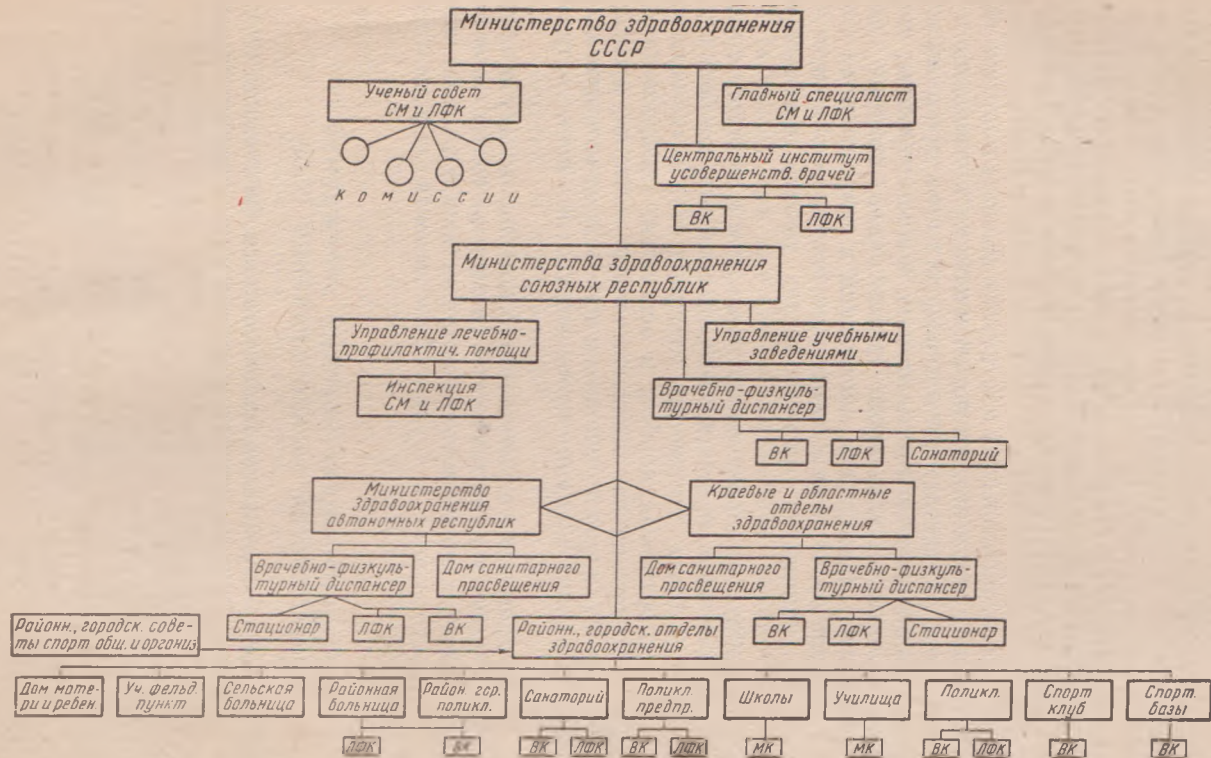 Министерство здравоохранения
СССР
Ученый совет
СМ и ЛФК
Главный специалист
СМ и ЛФК
Комиссии
Центральный институт
усовершенств. врачей
ВК
ЛФК
Министерства здравоохранения
союзных республик
Управление лечебно-
профилактич. помощи
Управление учебными
заведениями
Инспекция
СМ и ЛФК
Врачебно-физкуль-
турный диспансер
ВК
ЛФК
Санаторий
Министерство
Здравоохранения
автономных республик
Краевые и областные
отделы
здравоохранения
Врачебно-физкуль-
турный диспансер
Дом санитарного
просвещения
Дом санитарного
просвещения
Врачебно-физкуль-
турный диспансер
Стационар
ЛФК
ВК
ВК
ЛФК
Стационар
Районн., городск. сове-
ты спорт общ. и организ
Районн., городск. отделы
здравоохранения
Дом мате-
ри и ребен.
Уч. фельд.
пункт
Сельская
больница
Районная
больница
Район. гор.
поликл.
Санаторий
Поликл.
предпр.
Школы
Училища
Поликл.
Спорт
клуб
Спорт.
базы
ЛФК
ВК
ВК
ЛФК
ВК
ЛФК
МК
МК
ВК
ЛФК
ВК
ВК